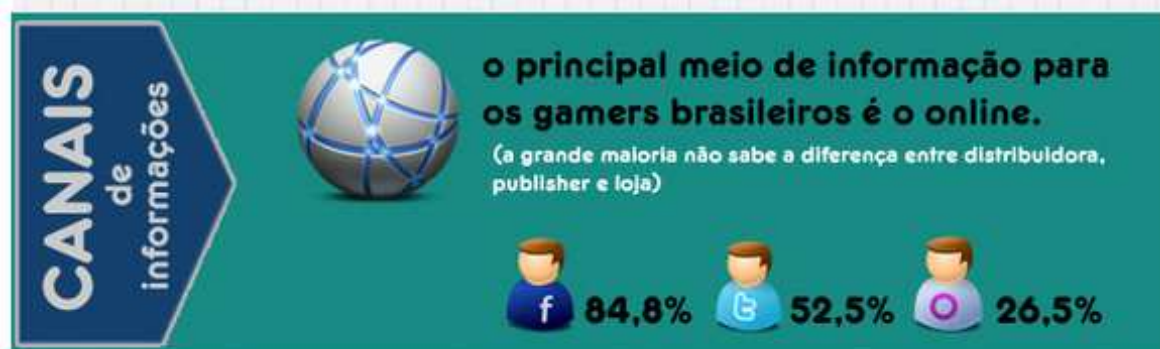 CANAIS
de
informações
o principal meio de informação para
os gamers brasileiros é o online.
(a grande maioria não sabe a diferença entre distribuidora,
publisher e loja)
f 84,8% t 52,5% 26,5%